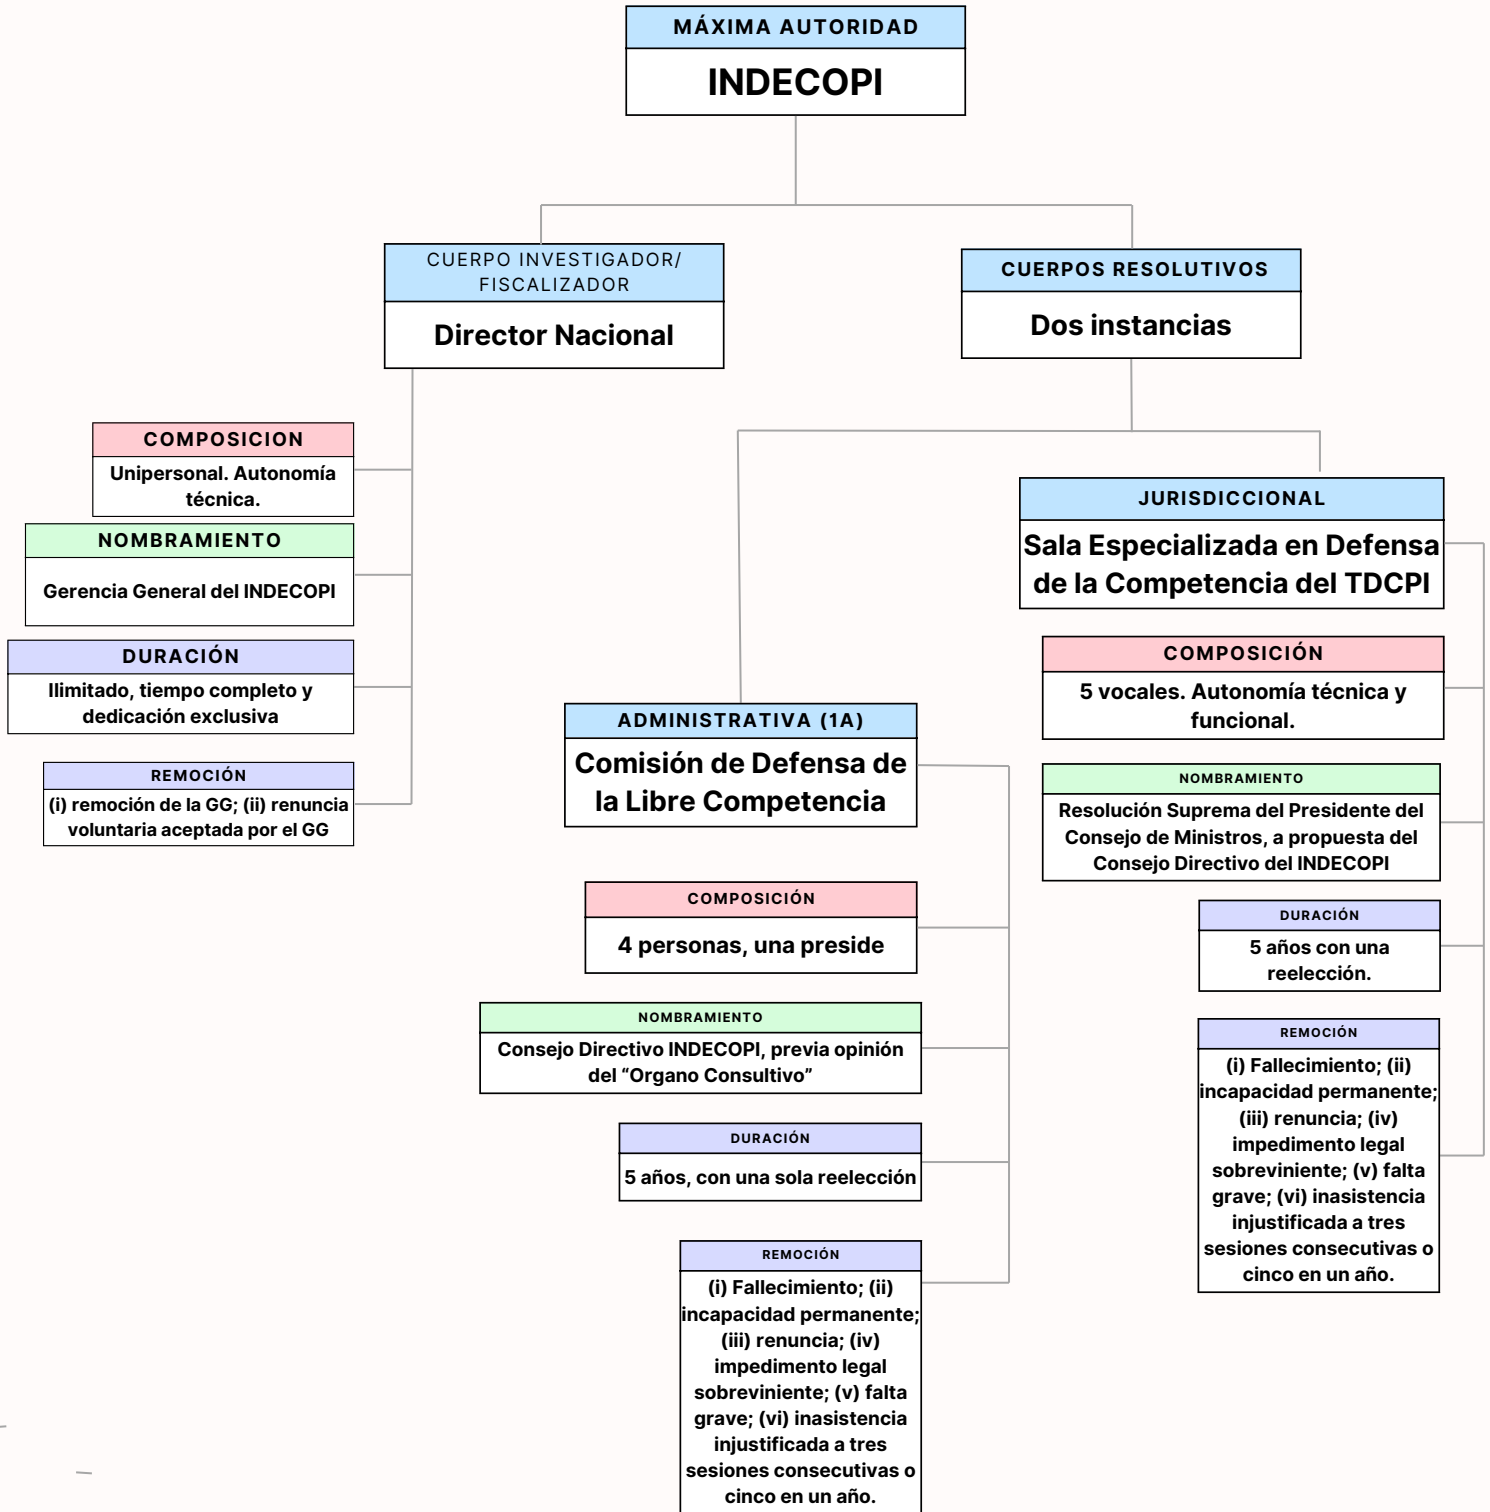 MÁXIMA AUTORIDAD
INDECOPI
CUERPO INVESTIGADOR/
FISCALIZADOR
Director Nacional
COMPOSICION
Unipersonal. Autonomía
técnica.
NOMBRAMIENTO
Gerencia General del INDECOPI
DURACIÓN
Ilimitado, tiempo completo y
dedicación exclusiva
REMOCIÓN
(i) remoción de la GG; (ii) renuncia
voluntaria aceptada por el GG
CUERPOS RESOLUTIVOS
Dos instancias
ADMINISTRATIVA (1A)
Comisión de Defensa de
la Libre Competencia
COMPOSICIÓN
4 personas, una preside
NOMBRAMIENTO
Consejo Directivo INDECOPI, previa opinión
del “Organo Consultivo”
DURACIÓN
5 años, con una sola reelección
REMOCIÓN
(i) Fallecimiento; (ii)
incapacidad permanente;
(iii) renuncia; (iv)
impedimento legal
sobreviniente; (v) falta
grave; (vi) inasistencia
injustificada a tres
sesiones consecutivas o
cinco en un año.
JURISDICCIONAL
Sala Especializada en Defensa
de la Competencia del TDCPI
COMPOSICIÓN
5 vocales. Autonomía técnica y
funcional.
NOMBRAMIENTO
Resolución Suprema del Presidente del
Consejo de Ministros, a propuesta del
Consejo Directivo del INDECOPI
DURACIÓN
5 años con una
reelección.
REMOCIÓN
(i) Fallecimiento; (ii)
incapacidad permanente;
(iii) renuncia; (iv)
impedimento legal
sobreviniente; (v) falta
grave; (vi) inasistencia
injustificada a tres
sesiones consecutivas o
cinco en un año.